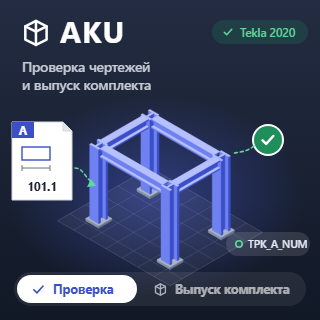 AKU
Tekla 2020
Проверка чертежей
и выпуск комплекта
A
101.1
TPK_A_NUM
Проверка
Выпуск комплекта